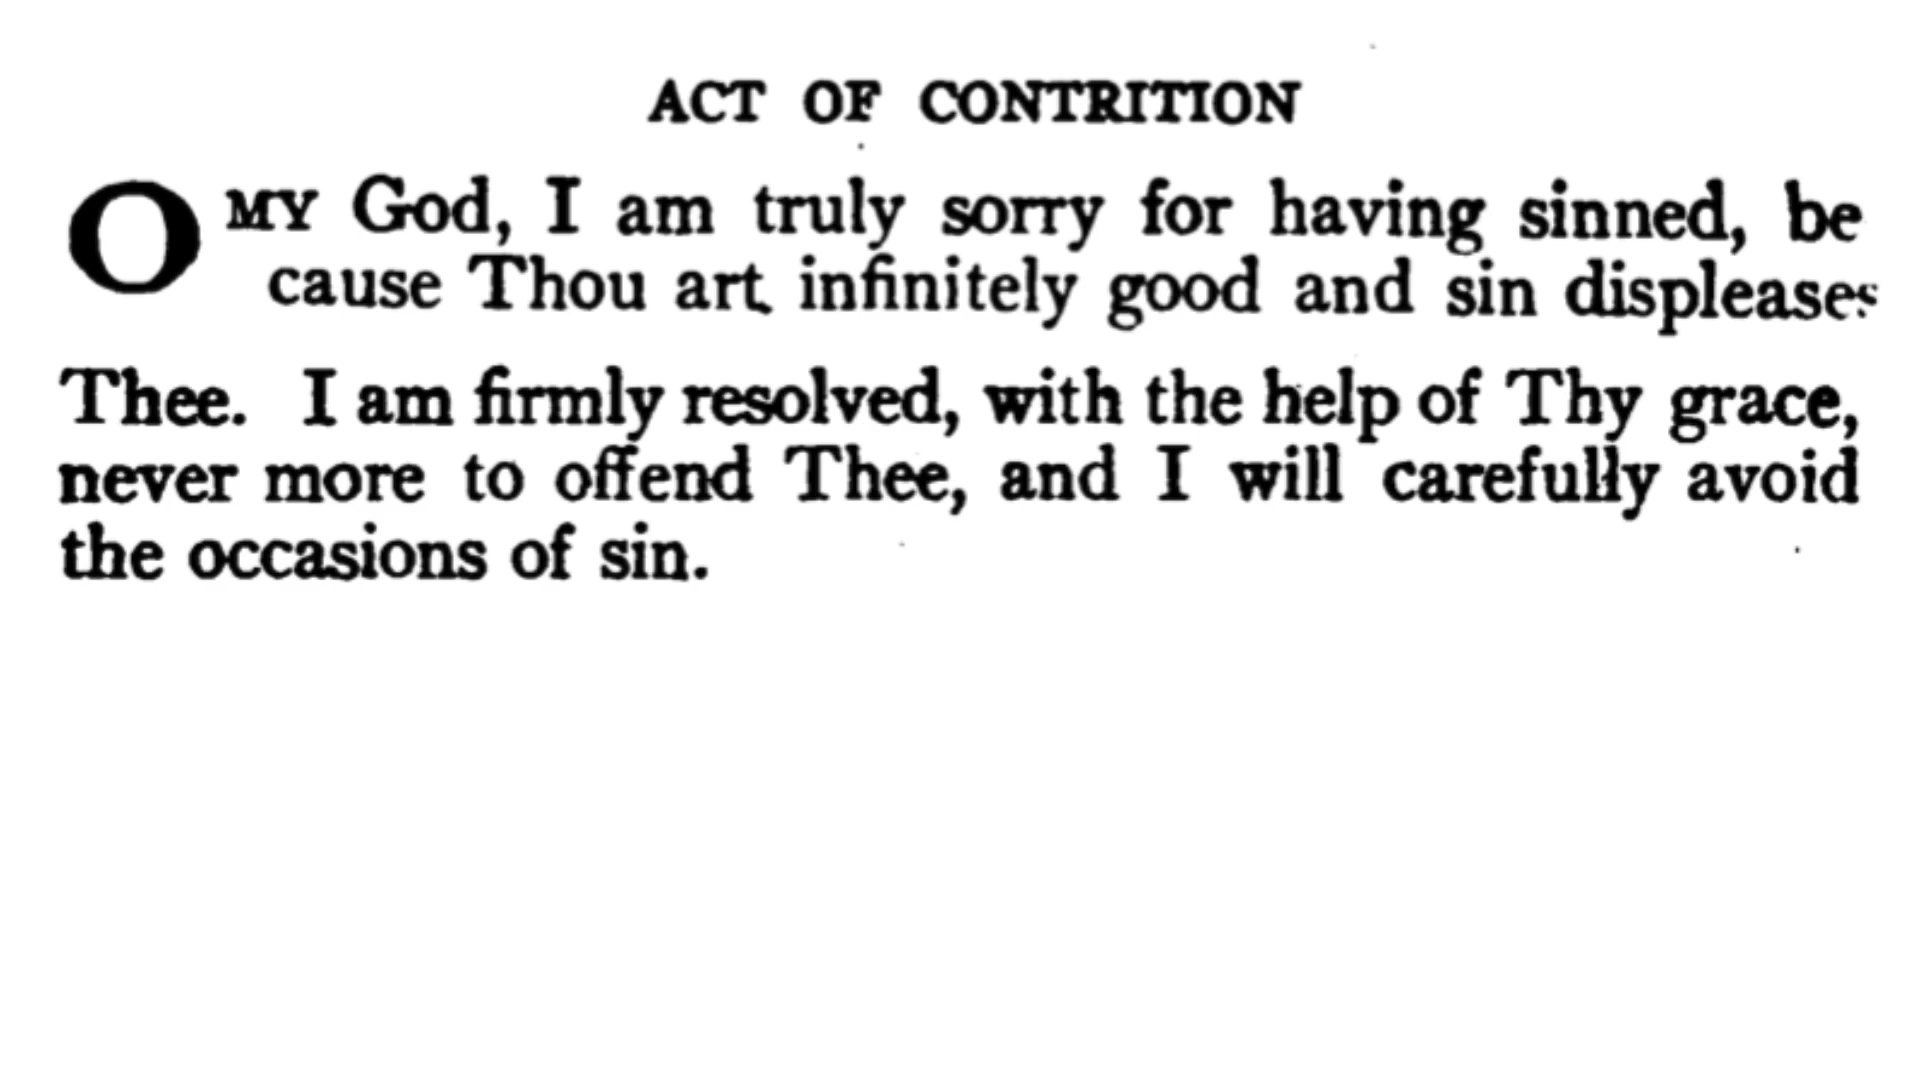 ACT OF CONTRITION
O MY God, I am truly sorry for having sinned, be
cause Thou art infinitely good and sin displeases
Thee. I am firmly resolved, with the help of Thy grace,
never more to offend Thee, and I will carefully avoid
the occasions of sin.